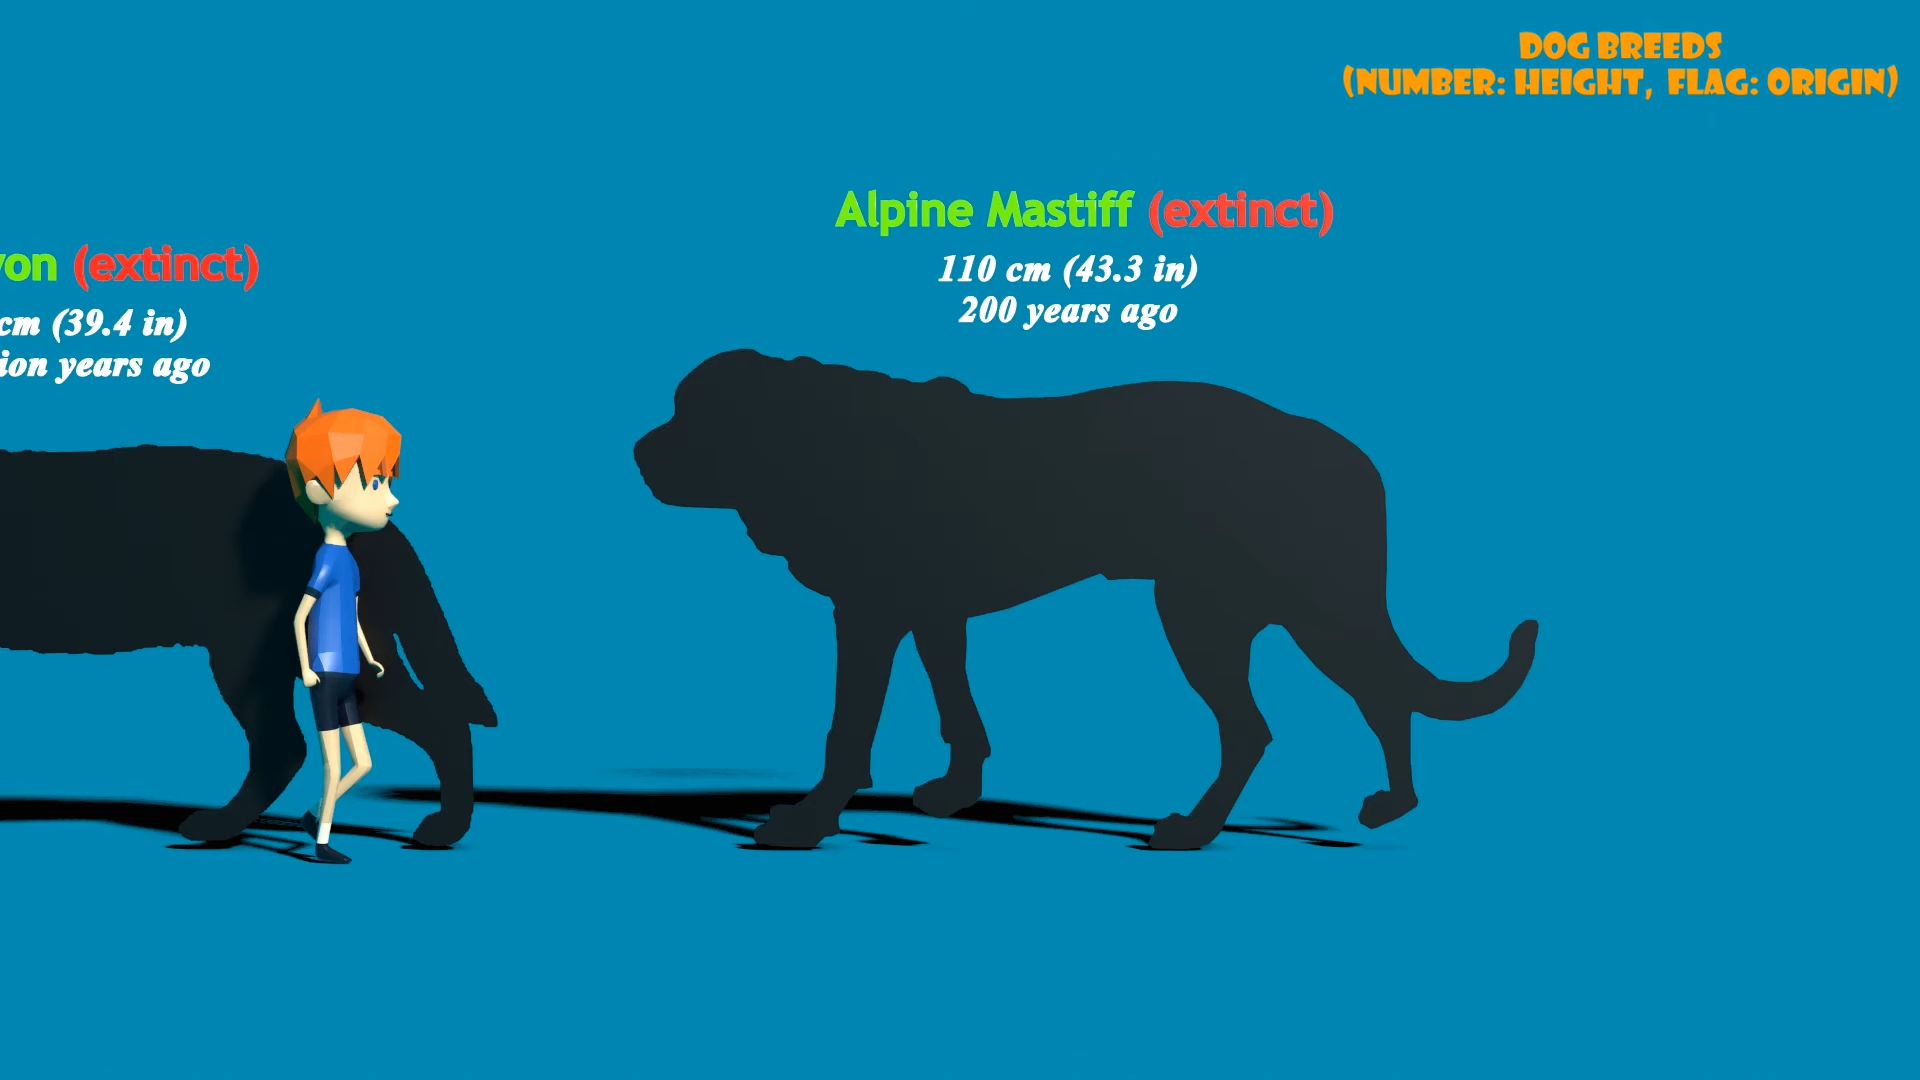 DOG BREEDS
(NUMBER: HEIGHT, FLAG: ORIGIN)
Alpine Mastiff (extinct)
110 cm (43.3 in)
200 years ago
(extinct)
cm (39.4 in)
years ago